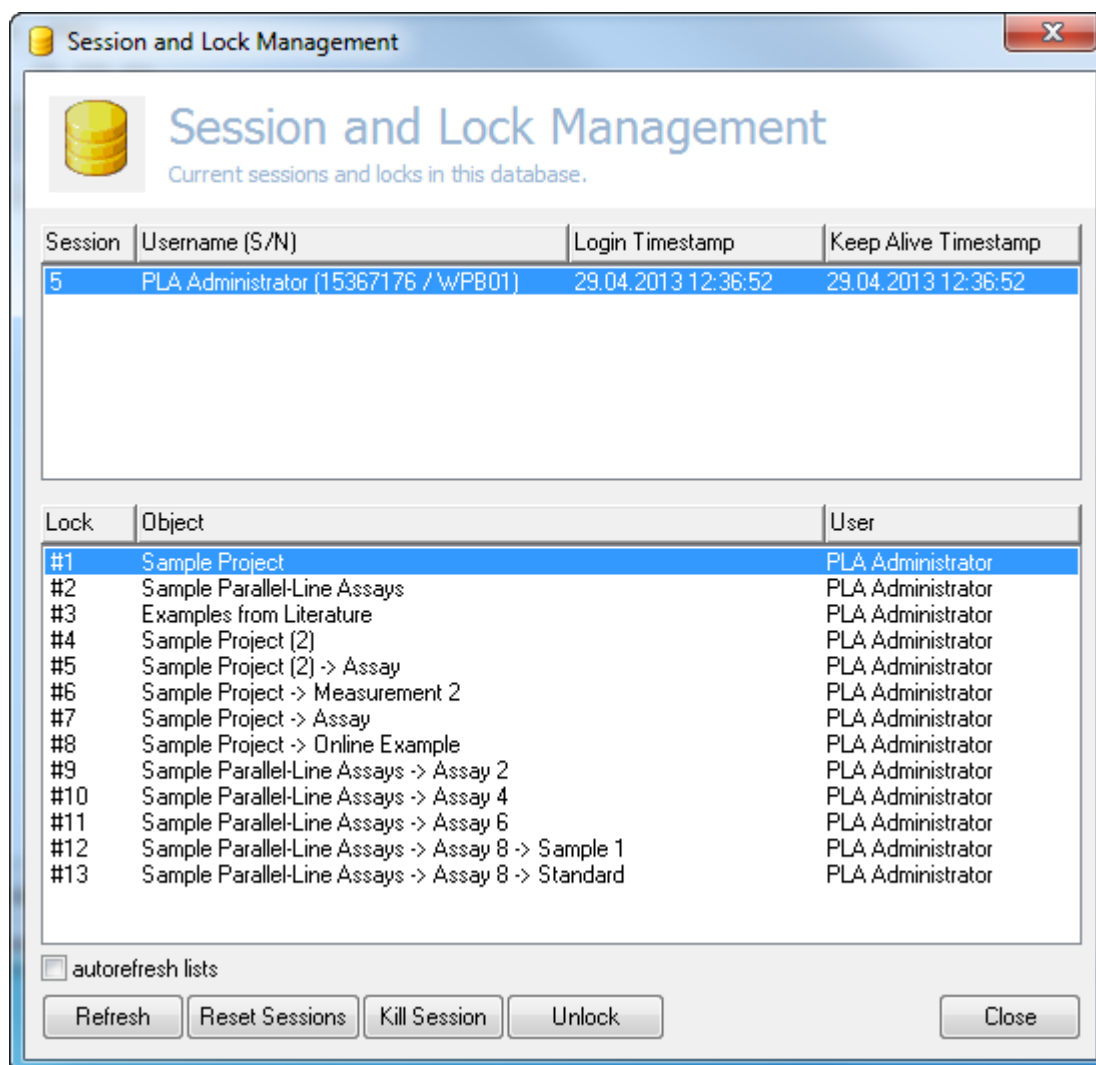 Session and Lock Management
Session and Lock Management
Current sessions and locks in this database.
Session Username (S/N) Login Timestamp Keep Alive Timestamp
5 PLA Administrator (15367176 / WPB01) 29.04.2013 12:36:52 29.04.2013 12:36:52
Lock Object User
#1 Sample Project PLA Administrator
#2 Sample Parallel-Line Assays PLA Administrator
#3 Examples from Literature PLA Administrator
#4 Sample Project (2) PLA Administrator
#5 Sample Project (2) -> Assay PLA Administrator
#6 Sample Project -> Measurement 2 PLA Administrator
#7 Sample Project -> Assay PLA Administrator
#8 Sample Project -> Online Example PLA Administrator
#9 Sample Parallel-Line Assays -> Assay 2 PLA Administrator
#10 Sample Parallel-Line Assays -> Assay 4 PLA Administrator
#11 Sample Parallel-Line Assays -> Assay 6 PLA Administrator
#12 Sample Parallel-Line Assays -> Assay 8 -> Sample 1 PLA Administrator
#13 Sample Parallel-Line Assays -> Assay 8 -> Standard PLA Administrator
autorefresh lists
Refresh Reset Sessions Kill Session Unlock Close